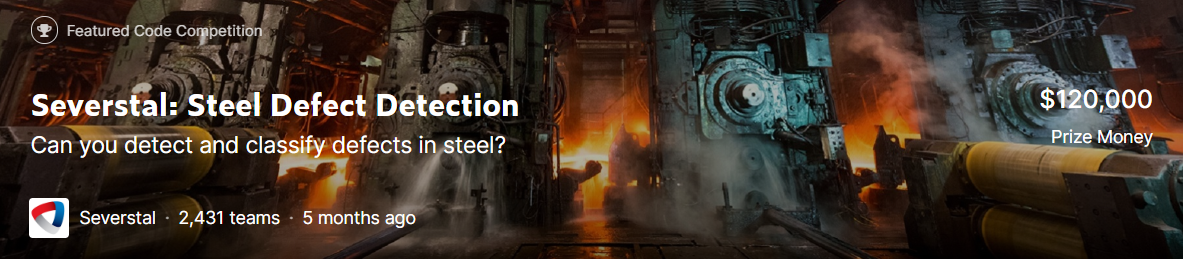 Featured Code Competition
Severstal: Steel Defect Detection
$120,000
Can you detect and classify defects in steel?
Prize Money
Severstal · 2,431 teams · 5 months ago